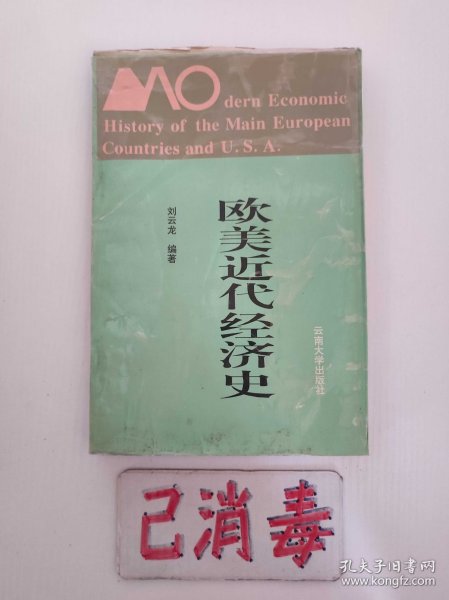 Modern Economic
History of the Main European
Countries and U.S.A.
欧美近代经济史
刘云龙 编著
云南大学出版社
已消毒
孔夫子旧书网
www.kongfz.com